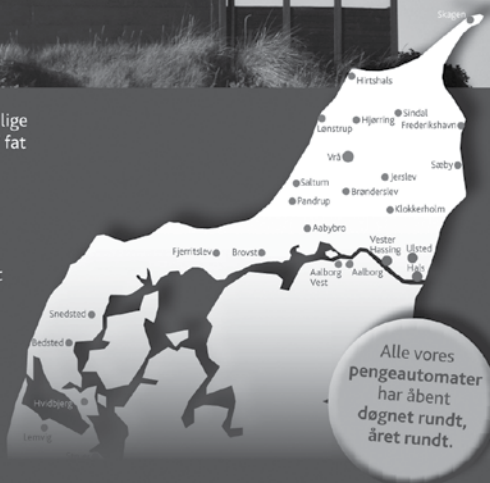 Skagen
Hirtshals
Sindal
Lønstrup
Hjørring
Frederikshavn
lige
fat
Vrå
Sæby
Jerslev
Saltum
Brønderslev
Pandrup
Klokkerholm
Aabybro
Vester
Hassing
Ulsted
Fjerritslev
Brovst
Hals
Aalborg
Vest
Aalborg
t
Snedsted
Bedsted
Hvidbjerg
Lemvig
Alle vores
pengeautomater
har åbent
døgnet rundt,
året rundt.